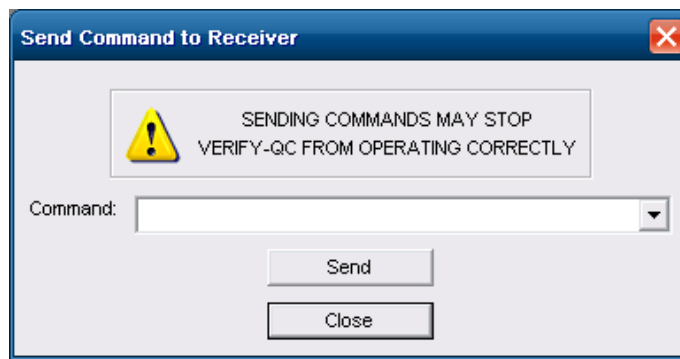 Send Command to Receiver
SENDING COMMANDS MAY STOP
VERIFY-QC FROM OPERATING CORRECTLY
Command:
Send
Close